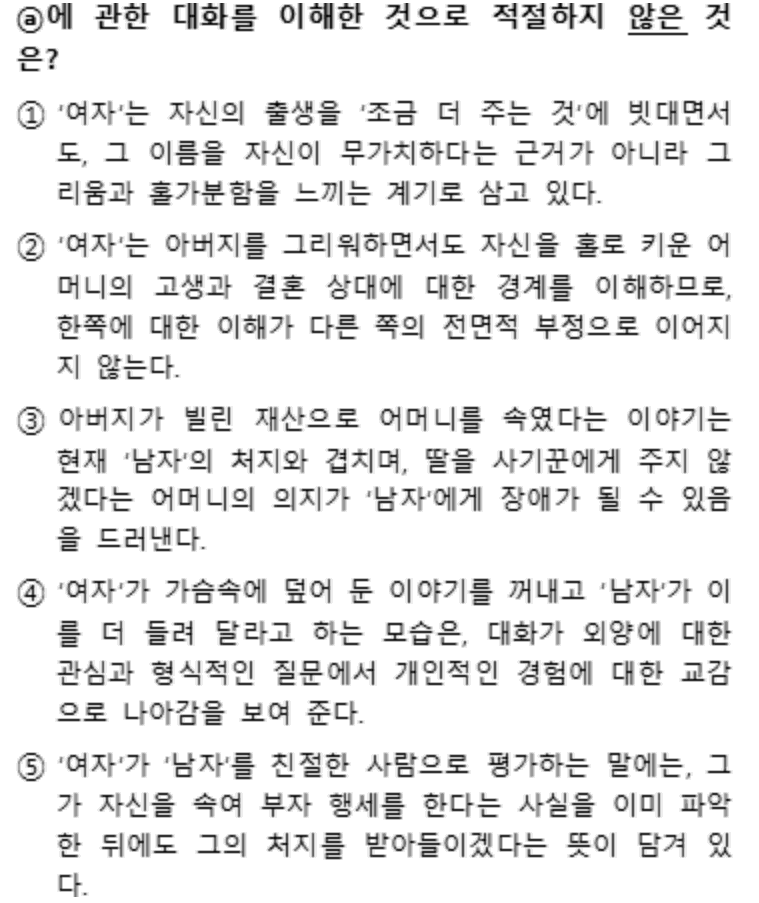 ⓐ에 관한 대화를 이해한 것으로 적절하지 않은 것
은?
① '여자'는 자신의 출생을 '조금 더 주는 것'에 빗대면서
도, 그 이름을 자신이 무가치하다는 근거가 아니라 그
리움과 홀가분함을 느끼는 계기로 삼고 있다.
② '여자'는 아버지를 그리워하면서도 자신을 홀로 키운 어
머니의 고생과 결혼 상대에 대한 경계를 이해하므로,
한쪽에 대한 이해가 다른 쪽의 전면적 부정으로 이어지
지 않는다.
③ 아버지가 빌린 재산으로 어머니를 속였다는 이야기는
현재 '남자'의 처지와 겹치며, 딸을 사기꾼에게 주지 않
겠다는 어머니의 의지가 '남자'에게 장애가 될 수 있음
을 드러낸다.
④ '여자'가 가슴속에 덮어 둔 이야기를 꺼내고 '남자'가 이
를 더 들려 달라고 하는 모습은, 대화가 외양에 대한
관심과 형식적인 질문에서 개인적인 경험에 대한 교감
으로 나아감을 보여 준다.
⑤ '여자'가 '남자'를 친절한 사람으로 평가하는 말에는, 그
가 자신을 속여 부자 행세를 한다는 사실을 이미 파악
한 뒤에도 그의 처지를 받아들이겠다는 뜻이 담겨 있
다.